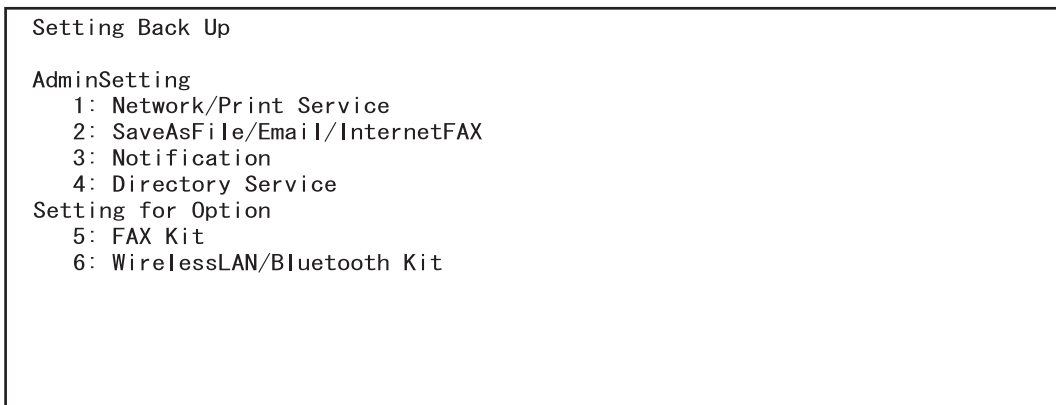 Setting Back Up
AdminSetting
1: Network/Print Service
2: SaveAsFile/Email/InternetFAX
3: Notification
4: Directory Service
Setting for Option
5: FAX Kit
6: WirelessLAN/Bluetooth Kit